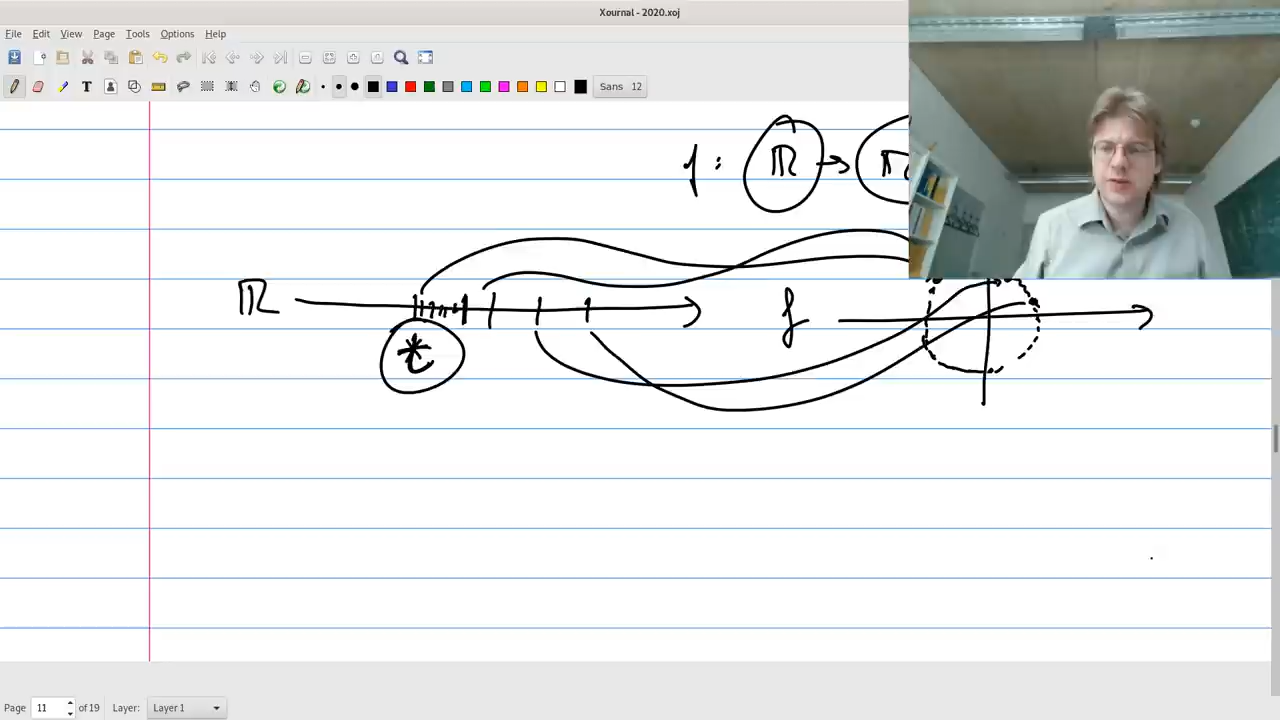 Xournal - 2020.xoj
File Edit View Page Tools Options Help
T Sans 12
f : ℝ →
ℝ
f
t
Page 11 of 19 Layer: Layer 1